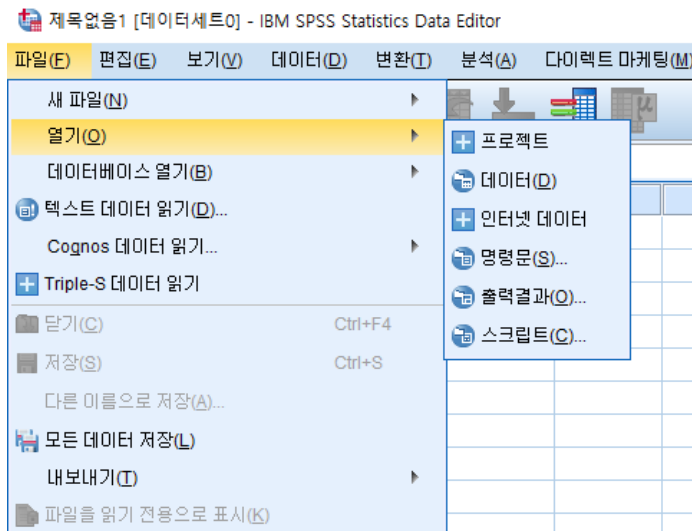 제목없음1 [데이터세트0] - IBM SPSS Statistics Data Editor
파일(F) 편집(E) 보기(V) 데이터(D) 변환(T) 분석(A) 다이렉트 마케팅(M)
새 파일(N)
열기(O)
데이터베이스 열기(B)
텍스트 데이터 읽기(D)...
Cognos 데이터 읽기...
Triple-S 데이터 읽기
닫기(C) Ctrl+F4
저장(S) Ctrl+S
다른 이름으로 저장(A)...
모든 데이터 저장(L)
내보내기(T)
파일을 읽기 전용으로 표시(K)
프로젝트
데이터(D)
인터넷 데이터
명령문(S)...
출력결과(O)...
스크립트(C)...